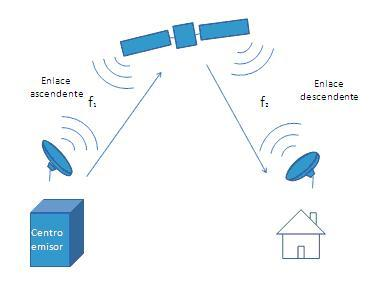 Enlace
ascendente
f₁
Enlace
descendente
f₂
Centro
emisor